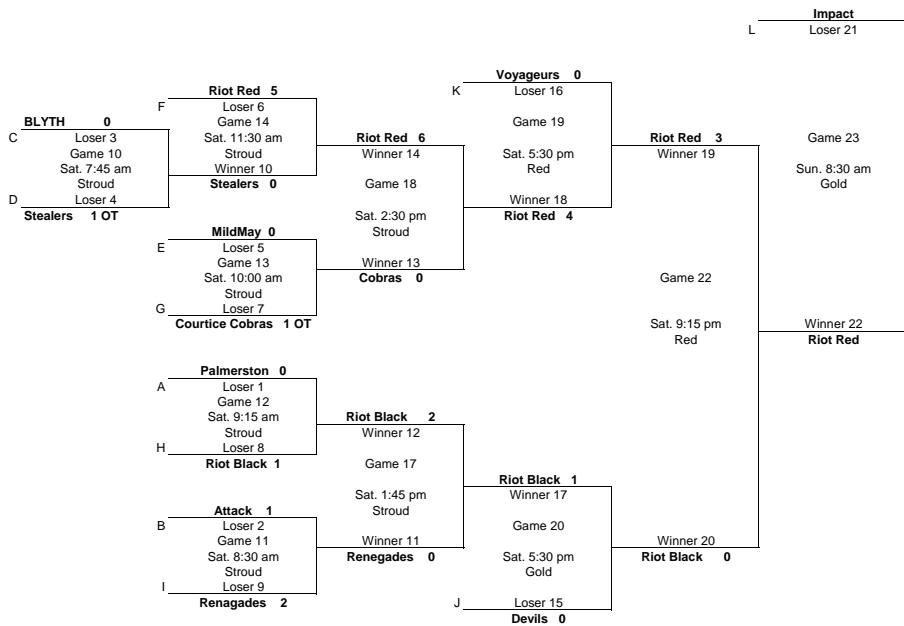 Impact
L Loser 21
Voyageurs 0
K Loser 16
Game 19
Sat. 5:30 pm
Red
Winner 18
Riot Red 4
Riot Red 5
F Loser 6
Game 14
Sat. 11:30 am
Stroud
Winner 10
Stealers 0
BLYTH 0
C Loser 3
Game 10
Sat. 7:45 am
Stroud
D Loser 4
Stealers 1 OT
Riot Red 6
Winner 14
Game 18
Sat. 2:30 pm
Stroud
Winner 13
Cobras 0
Riot Red 3
Winner 19
Game 22
Sat. 9:15 pm
Red
Game 23
Sun. 8:30 am
Gold
Winner 22
Riot Red
MildMay 0
E Loser 5
Game 13
Sat. 10:00 am
Stroud
G Loser 7
Courtice Cobras 1 OT
Palmerston 0
A Loser 1
Game 12
Sat. 9:15 am
Stroud
H Loser 8
Riot Black 1
Riot Black 2
Winner 12
Game 17
Sat. 1:45 pm
Stroud
Winner 11
Renegades 0
Attack 1
B Loser 2
Game 11
Sat. 8:30 am
Stroud
I Loser 9
Renagades 2
Riot Black 1
Winner 17
Game 20
Sat. 5:30 pm
Gold
J Loser 15
Devils 0
Winner 20
Riot Black 0